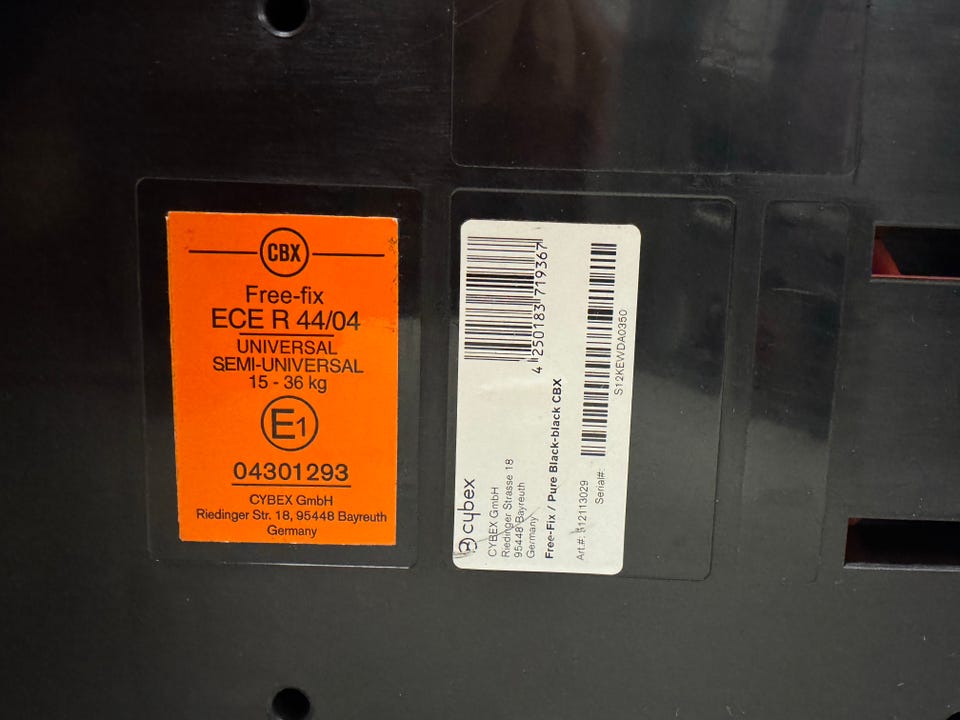 CBX
Free-fix
ECE R 44/04
UNIVERSAL
SEMI-UNIVERSAL
15 - 36 kg
E1
04301293
CYBEX GmbH
Riedinger Str. 18, 95448 Bayreuth
Germany
cybex
CYBEX GmbH
Riedinger Strasse 18
95448 Bayreuth
Germany
4 250183 719367
Free-Fix / Pure Black-black CBX
Art.#: 512113029
Serial#:
S12KEWDA0350